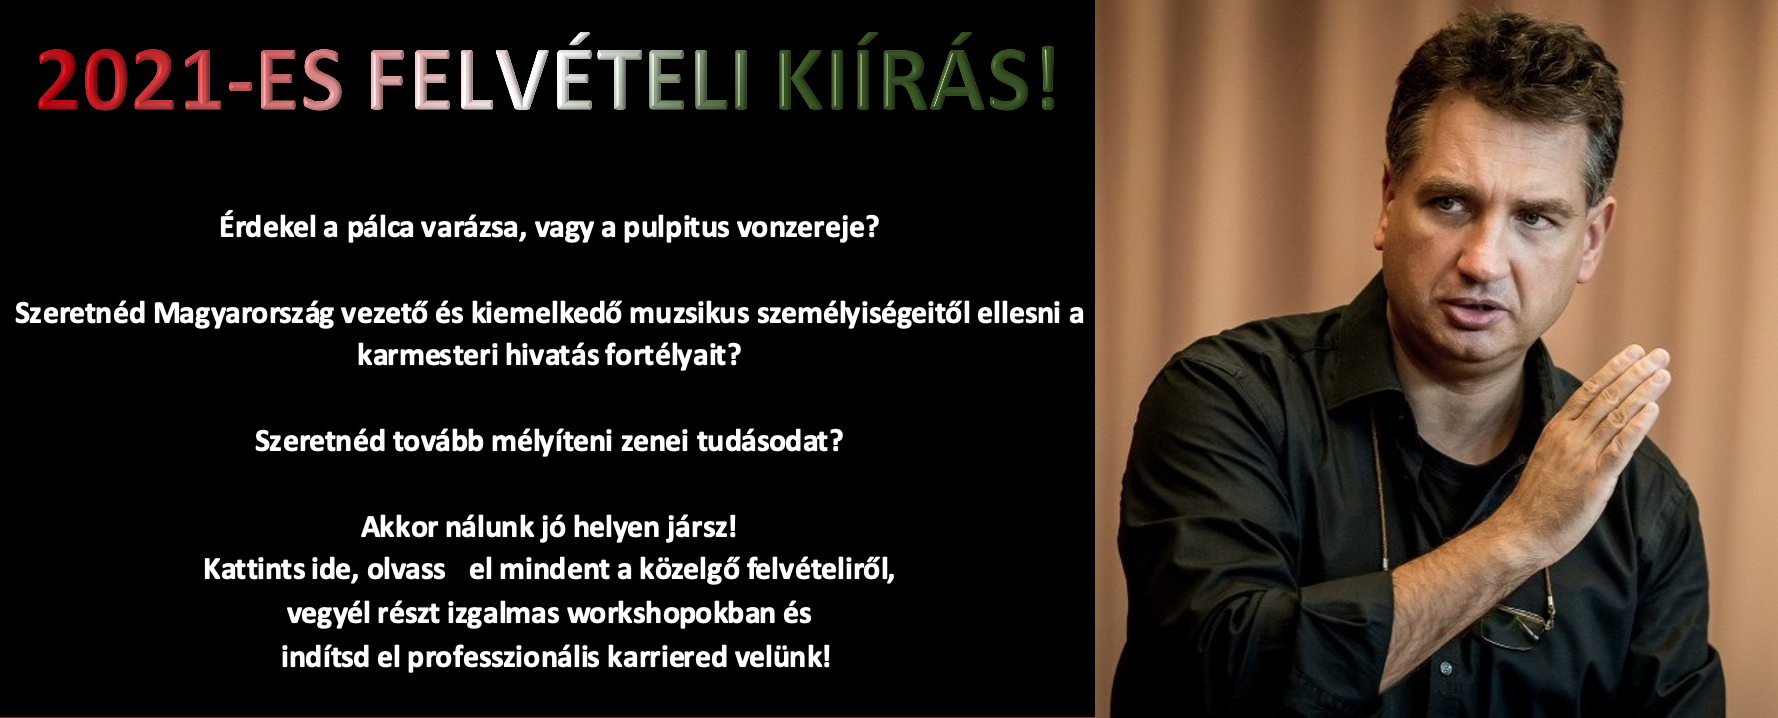 2021-ES FELVÉTELI KIÍRÁS!
Érdekel a pálca varázsa, vagy a pulpitus vonzereje?
Szeretnéd Magyarország vezető és kiemelkedő muzsikus személyiségeitől ellesni a
karmesteri hivatás fortélyait?
Szeretnéd tovább mélyíteni zenei tudásodat?
Akkor nálunk jó helyen jársz!
Kattints ide, olvass el mindent a közelgő felvételiről,
vegyél részt izgalmas workshopokban és
indítsd el professzionális karriered velünk!